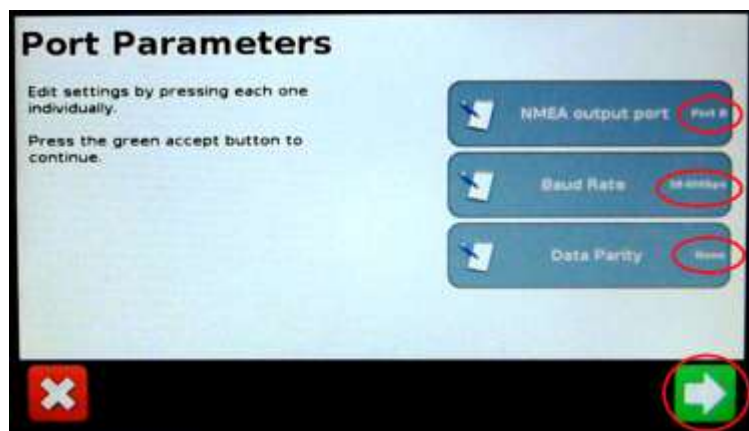 Port Parameters
Edit settings by pressing each one
individually.
Press the green accept button to
continue.
NMEA output port
Baud Rate
Data Parity